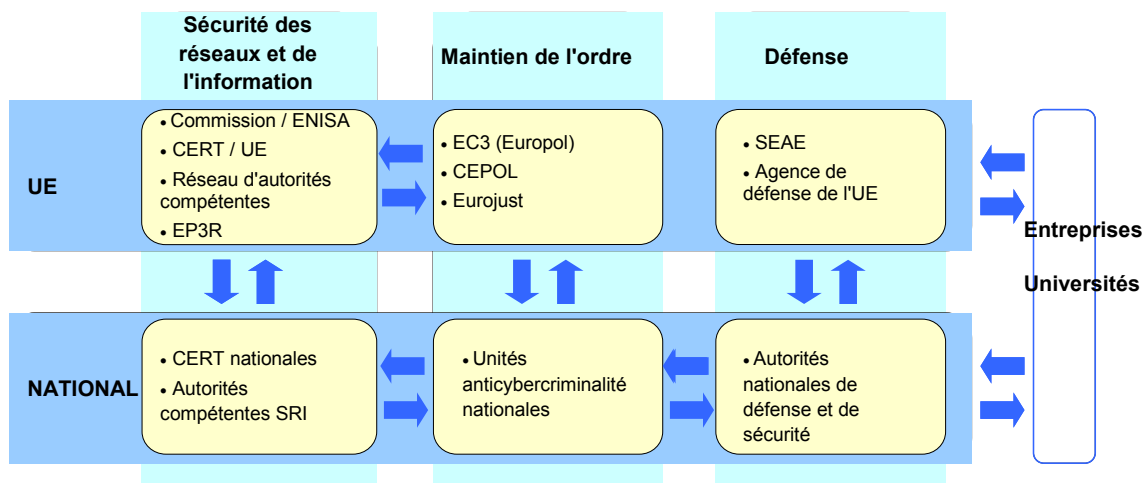 Sécurité des
réseaux et de
l'information
Maintien de l'ordre
Défense
UE
• Commission / ENISA
• CERT / UE
• Réseau d'autorités
compétentes
• EP3R
• EC3 (Europol)
• CEPOL
• Eurojust
• SEAE
• Agence de
défense de l'UE
Entreprises
Universités
NATIONAL
• CERT nationales
• Autorités
compétentes SRI
• Unités
anticybercriminalité
nationales
• Autorités
nationales de
défense et de
sécurité